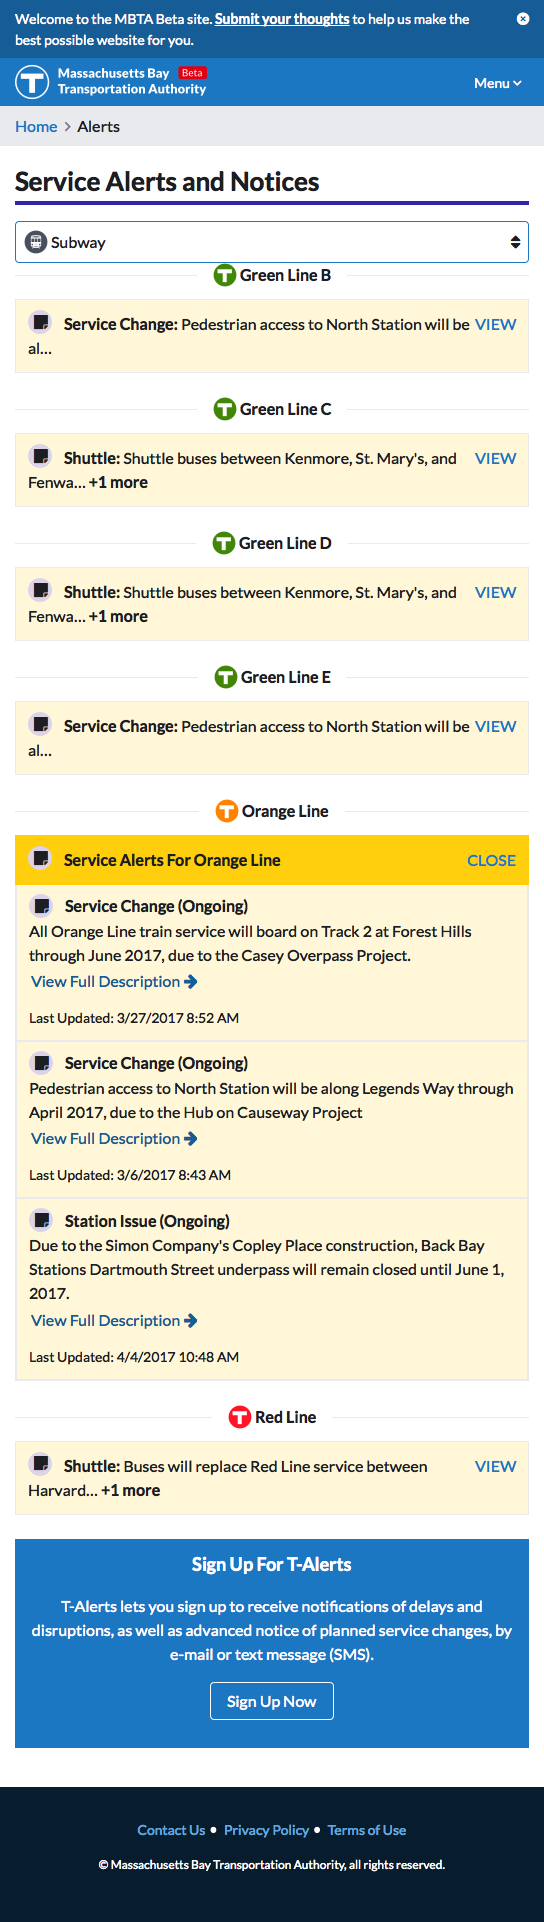 Welcome to the MBTA Beta site. Submit your thoughts to help us make the
best possible website for you.
T Massachusetts Bay Beta
Transportation Authority
Menu
Home > Alerts
Service Alerts and Notices
Subway
T Green Line B
Service Change: Pedestrian access to North Station will be VIEW
al...
T Green Line C
Shuttle: Shuttle buses between Kenmore, St. Mary's, and VIEW
Fenwa... +1 more
T Green Line D
Shuttle: Shuttle buses between Kenmore, St. Mary's, and VIEW
Fenwa... +1 more
T Green Line E
Service Change: Pedestrian access to North Station will be VIEW
al...
T Orange Line
Service Alerts For Orange Line CLOSE
Service Change (Ongoing)
All Orange Line train service will board on Track 2 at Forest Hills
through June 2017, due to the Casey Overpass Project.
View Full Description
Last Updated: 3/27/2017 8:52 AM
Service Change (Ongoing)
Pedestrian access to North Station will be along Legends Way through
April 2017, due to the Hub on Causeway Project
View Full Description
Last Updated: 3/6/2017 8:43 AM
Station Issue (Ongoing)
Due to the Simon Company's Copley Place construction, Back Bay
Stations Dartmouth Street underpass will remain closed until June 1,
2017.
View Full Description
Last Updated: 4/4/2017 10:48 AM
T Red Line
Shuttle: Buses will replace Red Line service between VIEW
Harvard... +1 more
Sign Up For T-Alerts
T-Alerts lets you sign up to receive notifications of delays and
disruptions, as well as advanced notice of planned service changes, by
e-mail or text message (SMS).
Sign Up Now
Contact Us • Privacy Policy • Terms of Use
© Massachusetts Bay Transportation Authority, all rights reserved.